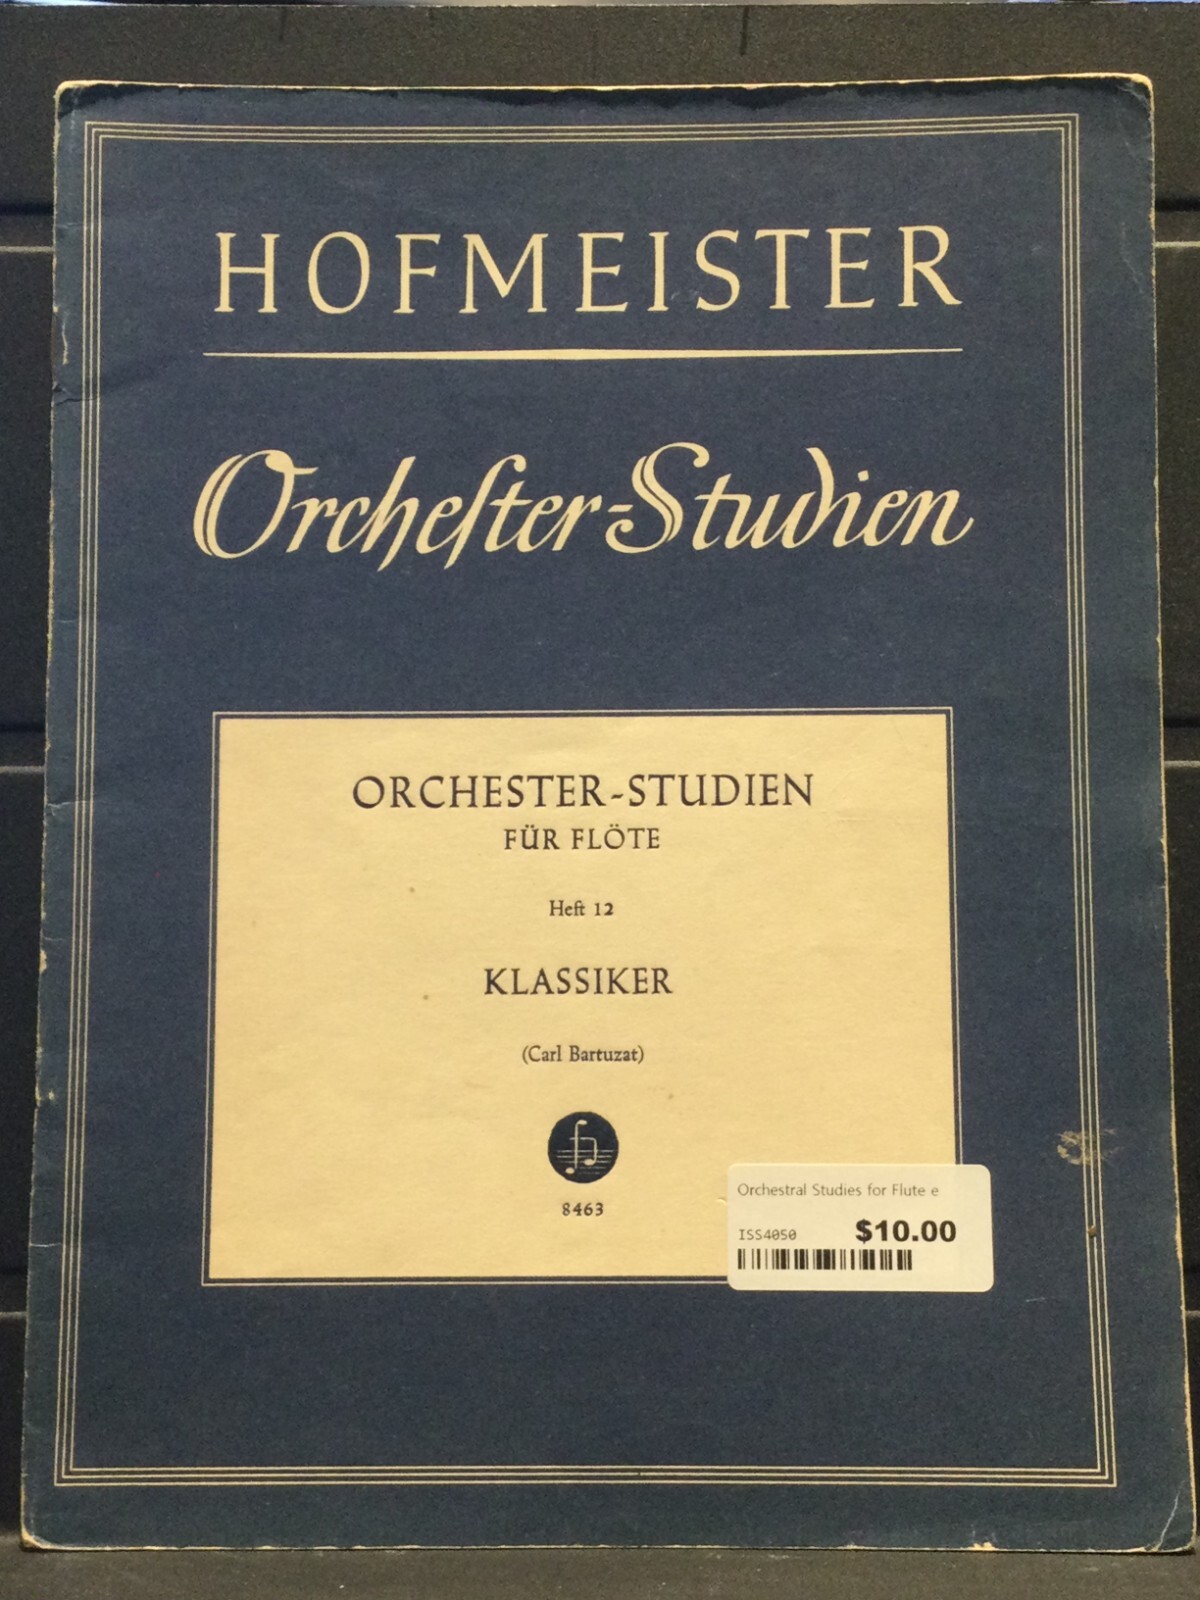 HOFMEISTER
Orcheſter-Studien
ORCHESTER-STUDIEN
FÜR FLÖTE
Heft 12
KLASSIKER
(Carl Bartuzat)
8463
Orchestral Studies for Flute e
ISS4050 $10.00